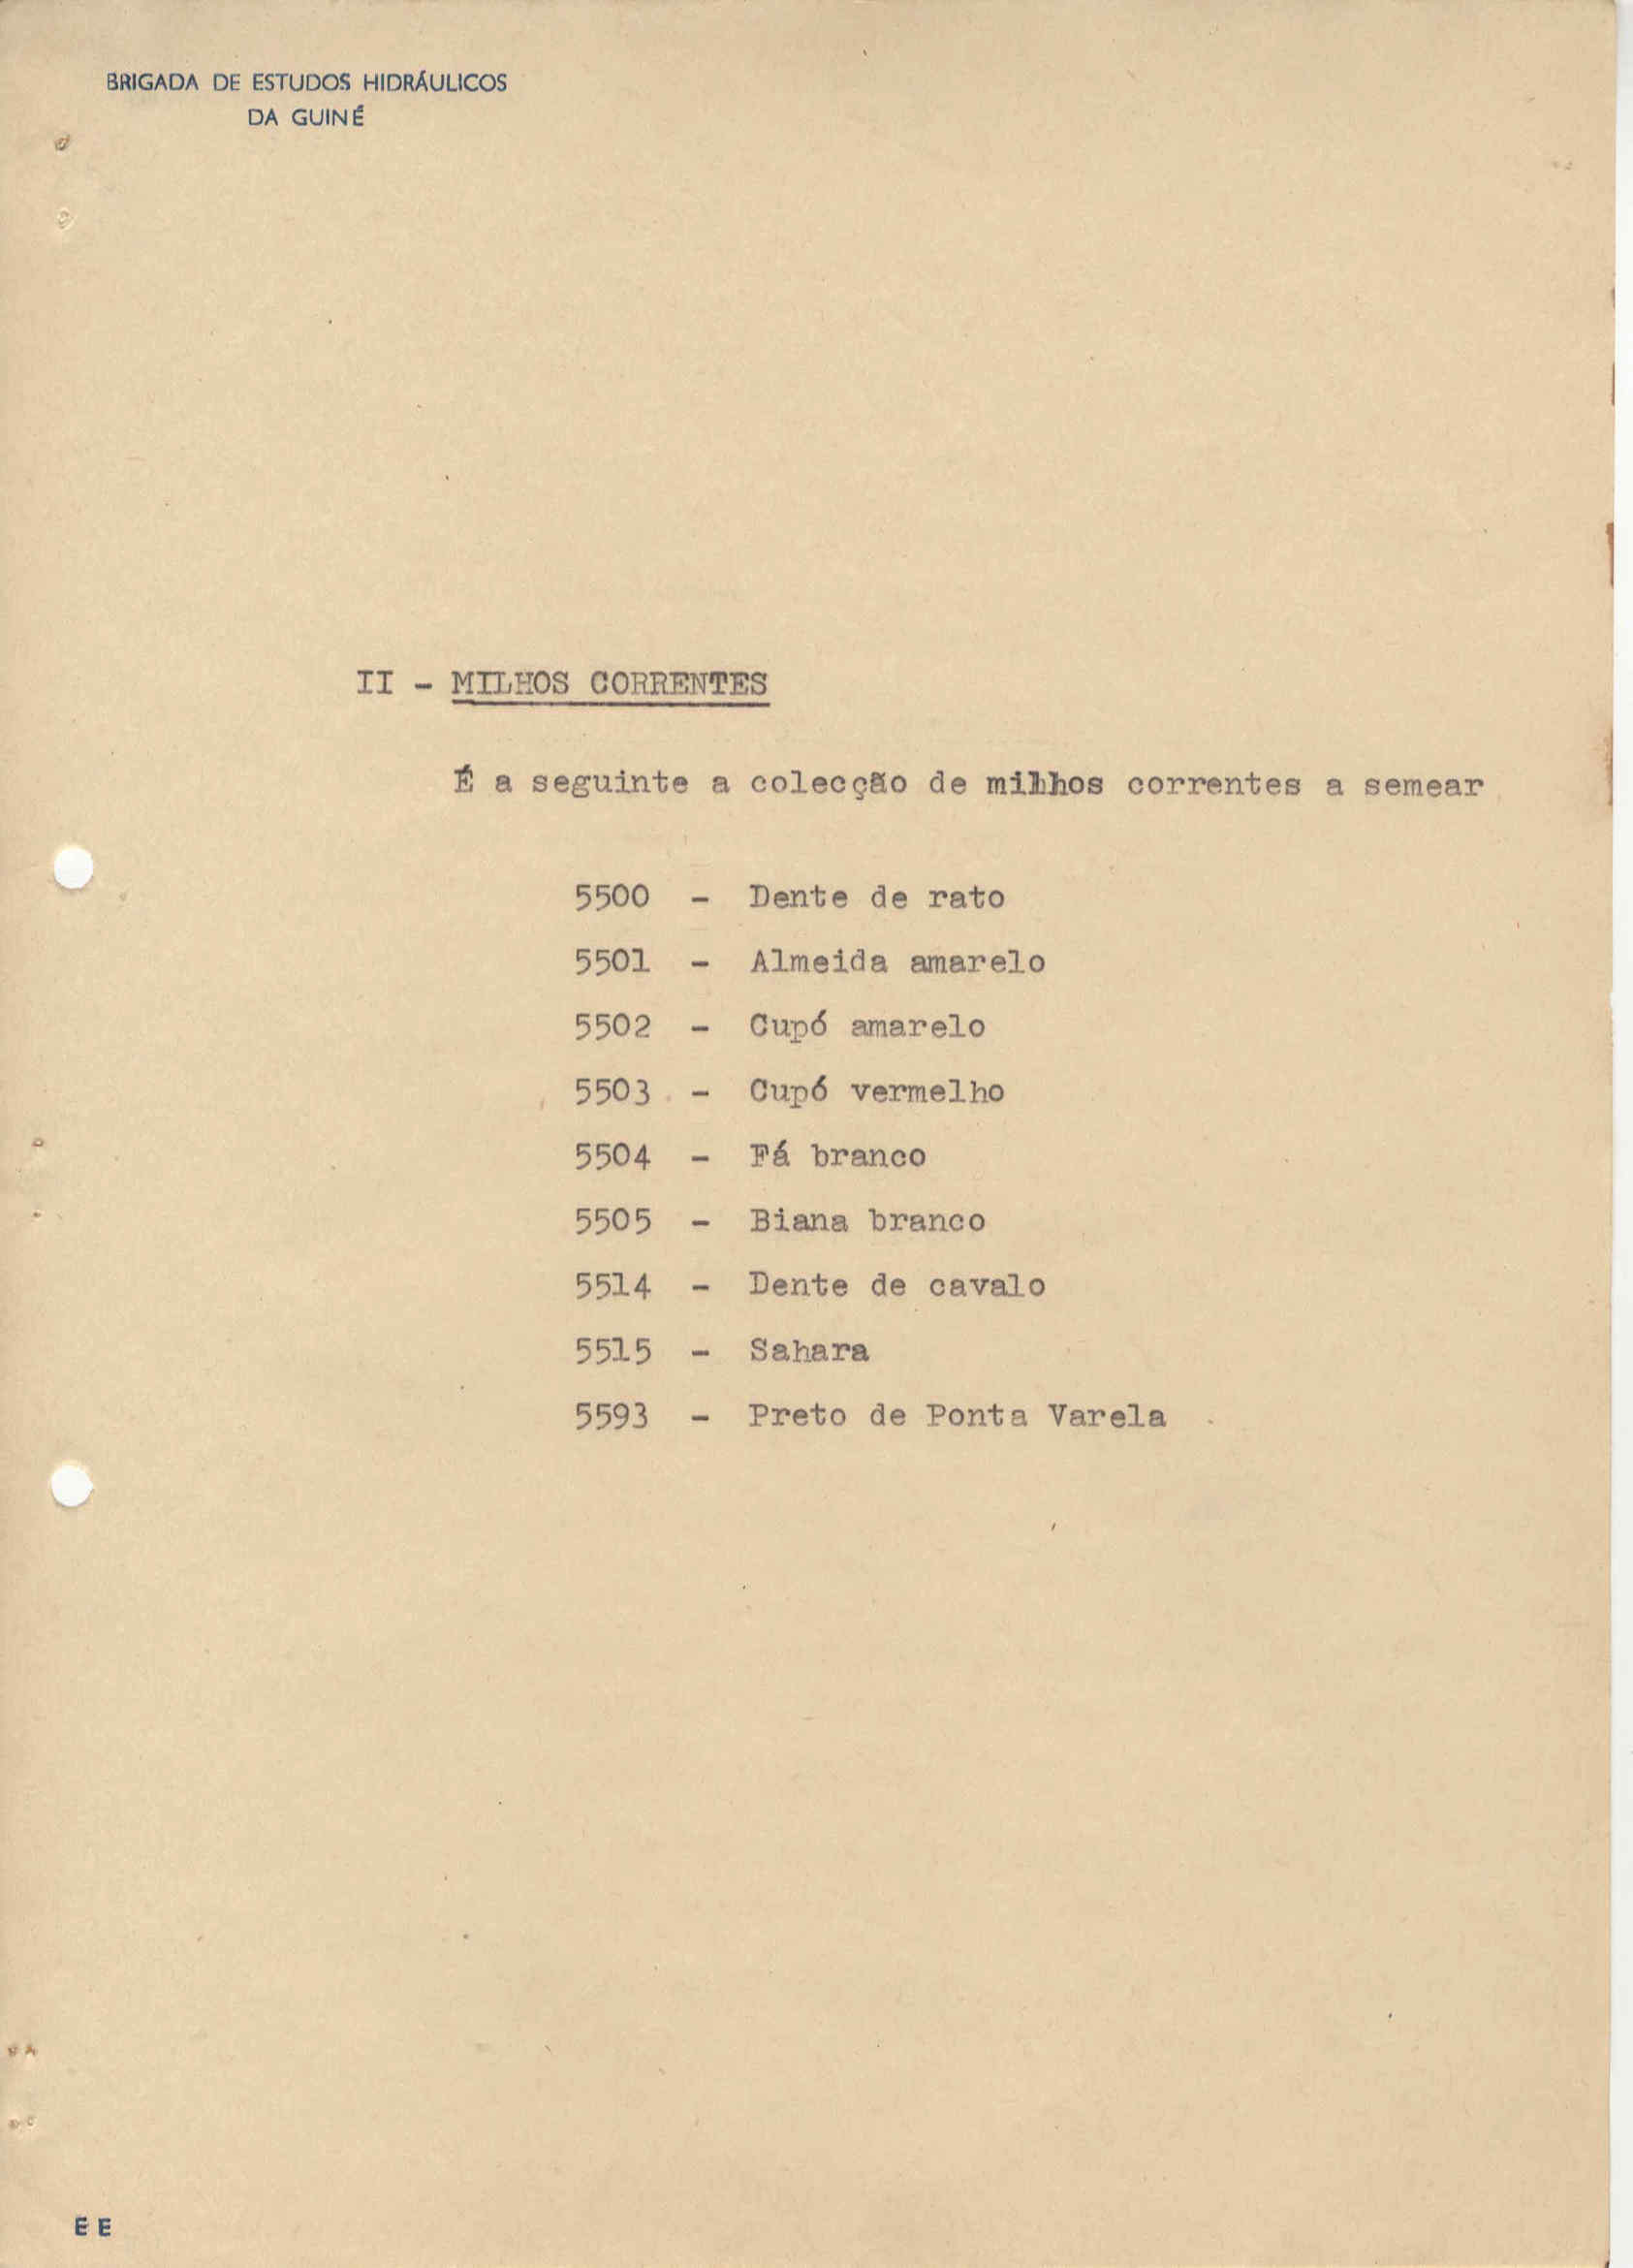 BRIGADA DE ESTUDOS HIDRÁULICOS
DA GUINÉ
II - MILHOS CORRENTES
É a seguinte a colecção de milhos correntes a semear
5500 - Dente de rato
5501 - Almeida amarelo
5502 - Cupó amarelo
5503 - Cupó vermelho
5504 - Fá branco
5505 - Biana branco
5514 - Dente de cavalo
5515 - Sahara
5593 - Preto de Ponta Varela
E E